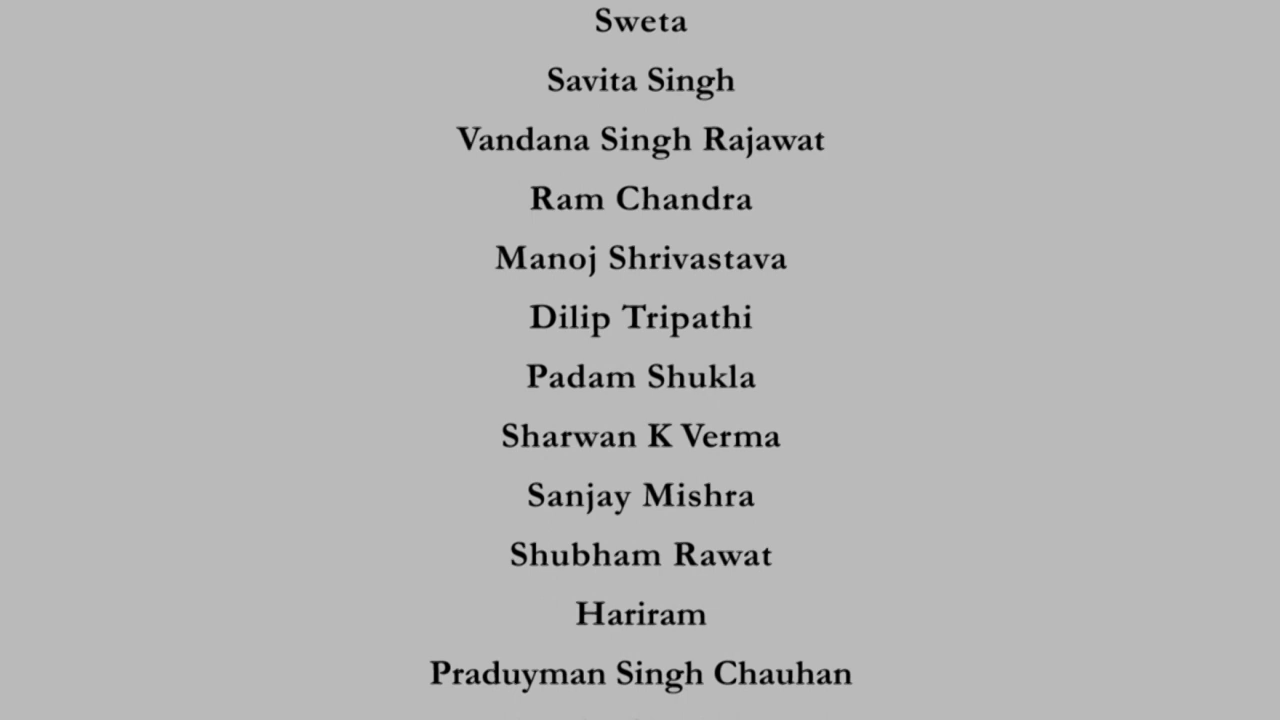 Sweta
Savita Singh
Vandana Singh Rajawat
Ram Chandra
Manoj Shrivastava
Dilip Tripathi
Padam Shukla
Sharwan K Verma
Sanjay Mishra
Shubham Rawat
Hariram
Praduyman Singh Chauhan